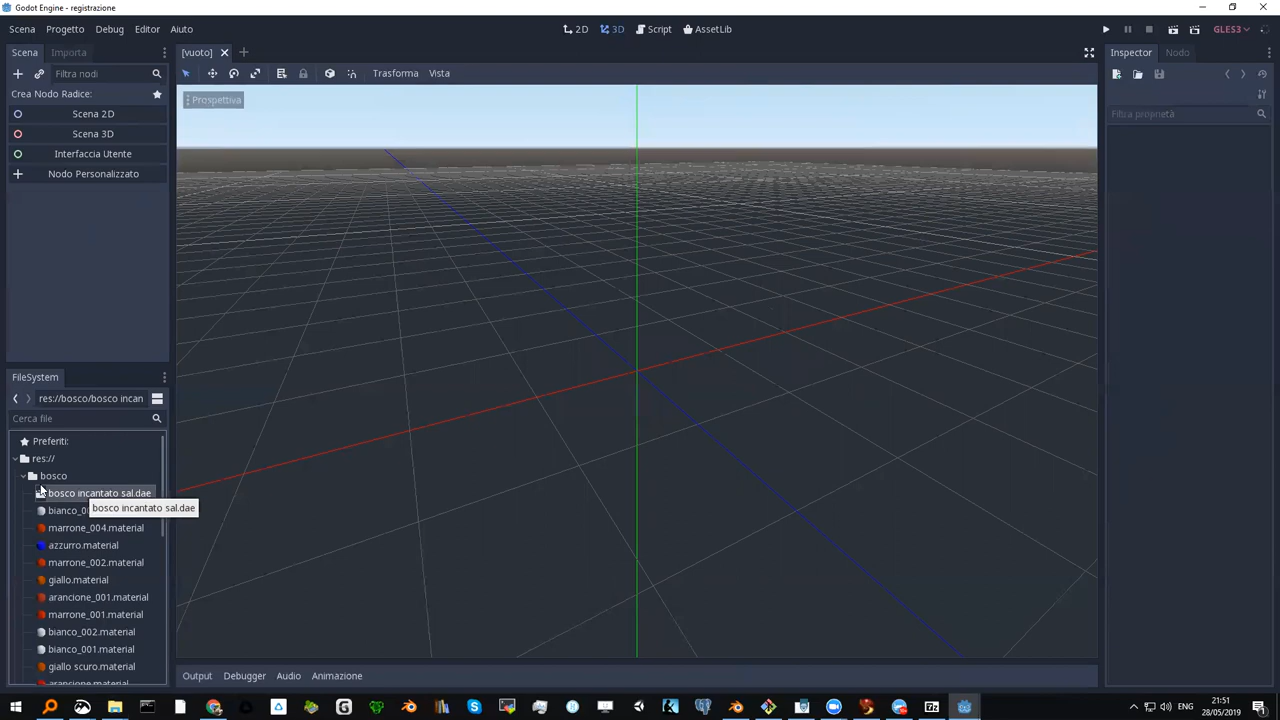 Godot Engine - registrazione
Scena Progetto Debug Editor Aiuto
2D 3D Script AssetLib
GLES3
Scena Importa
[vuoto]
Inspector Nodo
Filtra nodi
Trasforma Vista
Crea Nodo Radice:
Prospettiva
Filtra proprietà
Scena 2D
Scena 3D
Interfaccia Utente
Nodo Personalizzato
FileSystem
res://bosco/bosco incan
Cerca file
Preferiti:
res://
bosco
bosco incantato sal.dae
bosco incantato sal.dae
marrone_004.material
azzurro.material
marrone_002.material
giallo.material
arancione_001.material
marrone_001.material
bianco_002.material
bianco_001.material
giallo scuro.material
arancione.material
Output Debugger Audio Animazione
ENG
21:51
28/05/2019